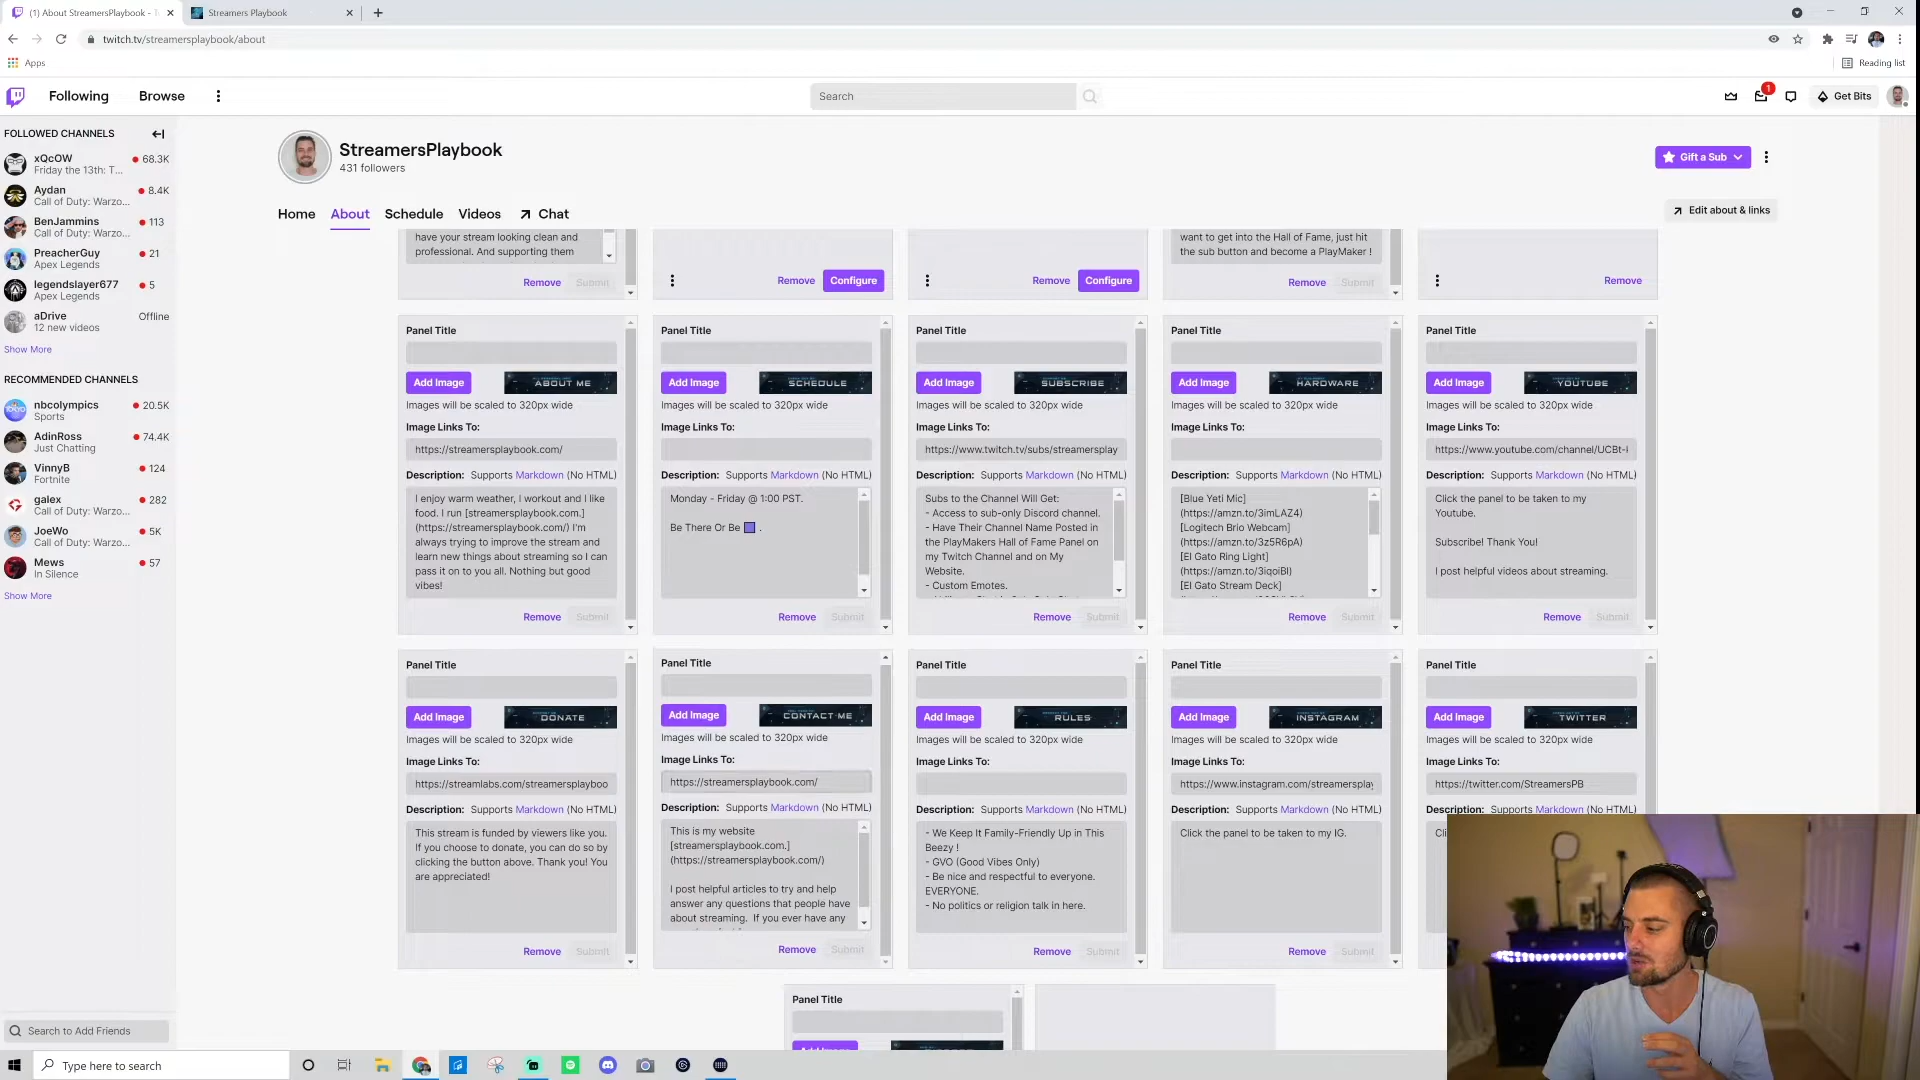 (1) About StreamersPlaybook -
Streamers Playbook
twitch.tv/streamersplaybook/about
Apps
Reading list
Following
Browse
Search
1
Get Bits
FOLLOWED CHANNELS
xQcOW
68.3K
Friday the 13th: T...
Aydan
8.4K
Call of Duty: Warzo...
BenJammins
113
Call of Duty: Warzo...
PreacherGuy
21
Apex Legends
legendslayer677
5
Apex Legends
aDrive
Offline
12 new videos
Show More
RECOMMENDED CHANNELS
nbcolympics
20.5K
Sports
AdinRoss
74.4K
Just Chatting
VinnyB
124
Fortnite
galex
282
Call of Duty: Warzo...
JoeWo
5K
Call of Duty: Warzo...
Mews
57
In Silence
Show More
Search to Add Friends
StreamersPlaybook
431 followers
Gift a Sub
Home
About
Schedule
Videos
Chat
Edit about & links
have your stream looking clean and
professional. And supporting them
Remove
Submit
Remove
Configure
Remove
Configure
want to get into the Hall of Fame, just hit
the sub button and become a PlayMaker !
Remove
Submit
Remove
Panel Title
Add Image
ABOUT ME
Images will be scaled to 320px wide
Image Links To:
https://streamersplaybook.com/
Description: Supports Markdown (No HTML)
I enjoy warm weather, I workout and I like
food. I run [streamersplaybook.com.]
(https://streamersplaybook.com/) I'm
always trying to improve the stream and
learn new things about streaming so I can
pass it on to you all. Nothing but good
vibes!
Remove
Submit
Panel Title
Add Image
SCHEDULE
Images will be scaled to 320px wide
Image Links To:
Description: Supports Markdown (No HTML)
Monday - Friday @ 1:00 PST.
Be There Or Be .
Remove
Submit
Panel Title
Add Image
SUBSCRIBE
Images will be scaled to 320px wide
Image Links To:
https://www.twitch.tv/subs/streamersplay
Description: Supports Markdown (No HTML)
Subs to the Channel Will Get:
- Access to sub-only Discord channel.
- Have Their Channel Name Posted in
the PlayMakers Hall of Fame Panel on
my Twitch Channel and on My
Website.
- Custom Emotes.
Remove
Submit
Panel Title
Add Image
HARDWARE
Images will be scaled to 320px wide
Image Links To:
Description: Supports Markdown (No HTML)
[Blue Yeti Mic]
(https://amzn.to/3imLAZ4)
[Logitech Brio Webcam]
(https://amzn.to/3z5R6pA)
[El Gato Ring Light]
(https://amzn.to/3iqoiBI)
[El Gato Stream Deck]
Remove
Submit
Panel Title
Add Image
YOUTUBE
Images will be scaled to 320px wide
Image Links To:
https://www.youtube.com/channel/UCBt-
Description: Supports Markdown (No HTML)
Click the panel to be taken to my
Youtube.
Subscribe! Thank You!
I post helpful videos about streaming.
Remove
Submit
Panel Title
Add Image
DONATE
Images will be scaled to 320px wide
Image Links To:
https://streamlabs.com/streamersplayboo
Description: Supports Markdown (No HTML)
This stream is funded by viewers like you.
If you choose to donate, you can do so by
clicking the button above. Thank you! You
are appreciated!
Remove
Submit
Panel Title
Add Image
CONTACT ME
Images will be scaled to 320px wide
Image Links To:
https://streamersplaybook.com/
Description: Supports Markdown (No HTML)
This is my website
[streamersplaybook.com.]
(https://streamersplaybook.com/)
I post helpful articles to try and help
answer any questions that people have
about streaming. If you ever have any
Remove
Submit
Panel Title
Add Image
RULES
Images will be scaled to 320px wide
Image Links To:
Description: Supports Markdown (No HTML)
- We Keep It Family-Friendly Up in This
Beezy !
- GVO (Good Vibes Only)
- Be nice and respectful to everyone.
EVERYONE.
- No politics or religion talk in here.
Remove
Submit
Panel Title
Add Image
INSTAGRAM
Images will be scaled to 320px wide
Image Links To:
https://www.instagram.com/streamersplay
Description: Supports Markdown (No HTML)
Click the panel to be taken to my IG.
Remove
Submit
Panel Title
Add Image
TWITTER
Images will be scaled to 320px wide
Image Links To:
https://twitter.com/StreamersPB
Description: Supports Markdown (No HTML)
Panel Title
Type here to search